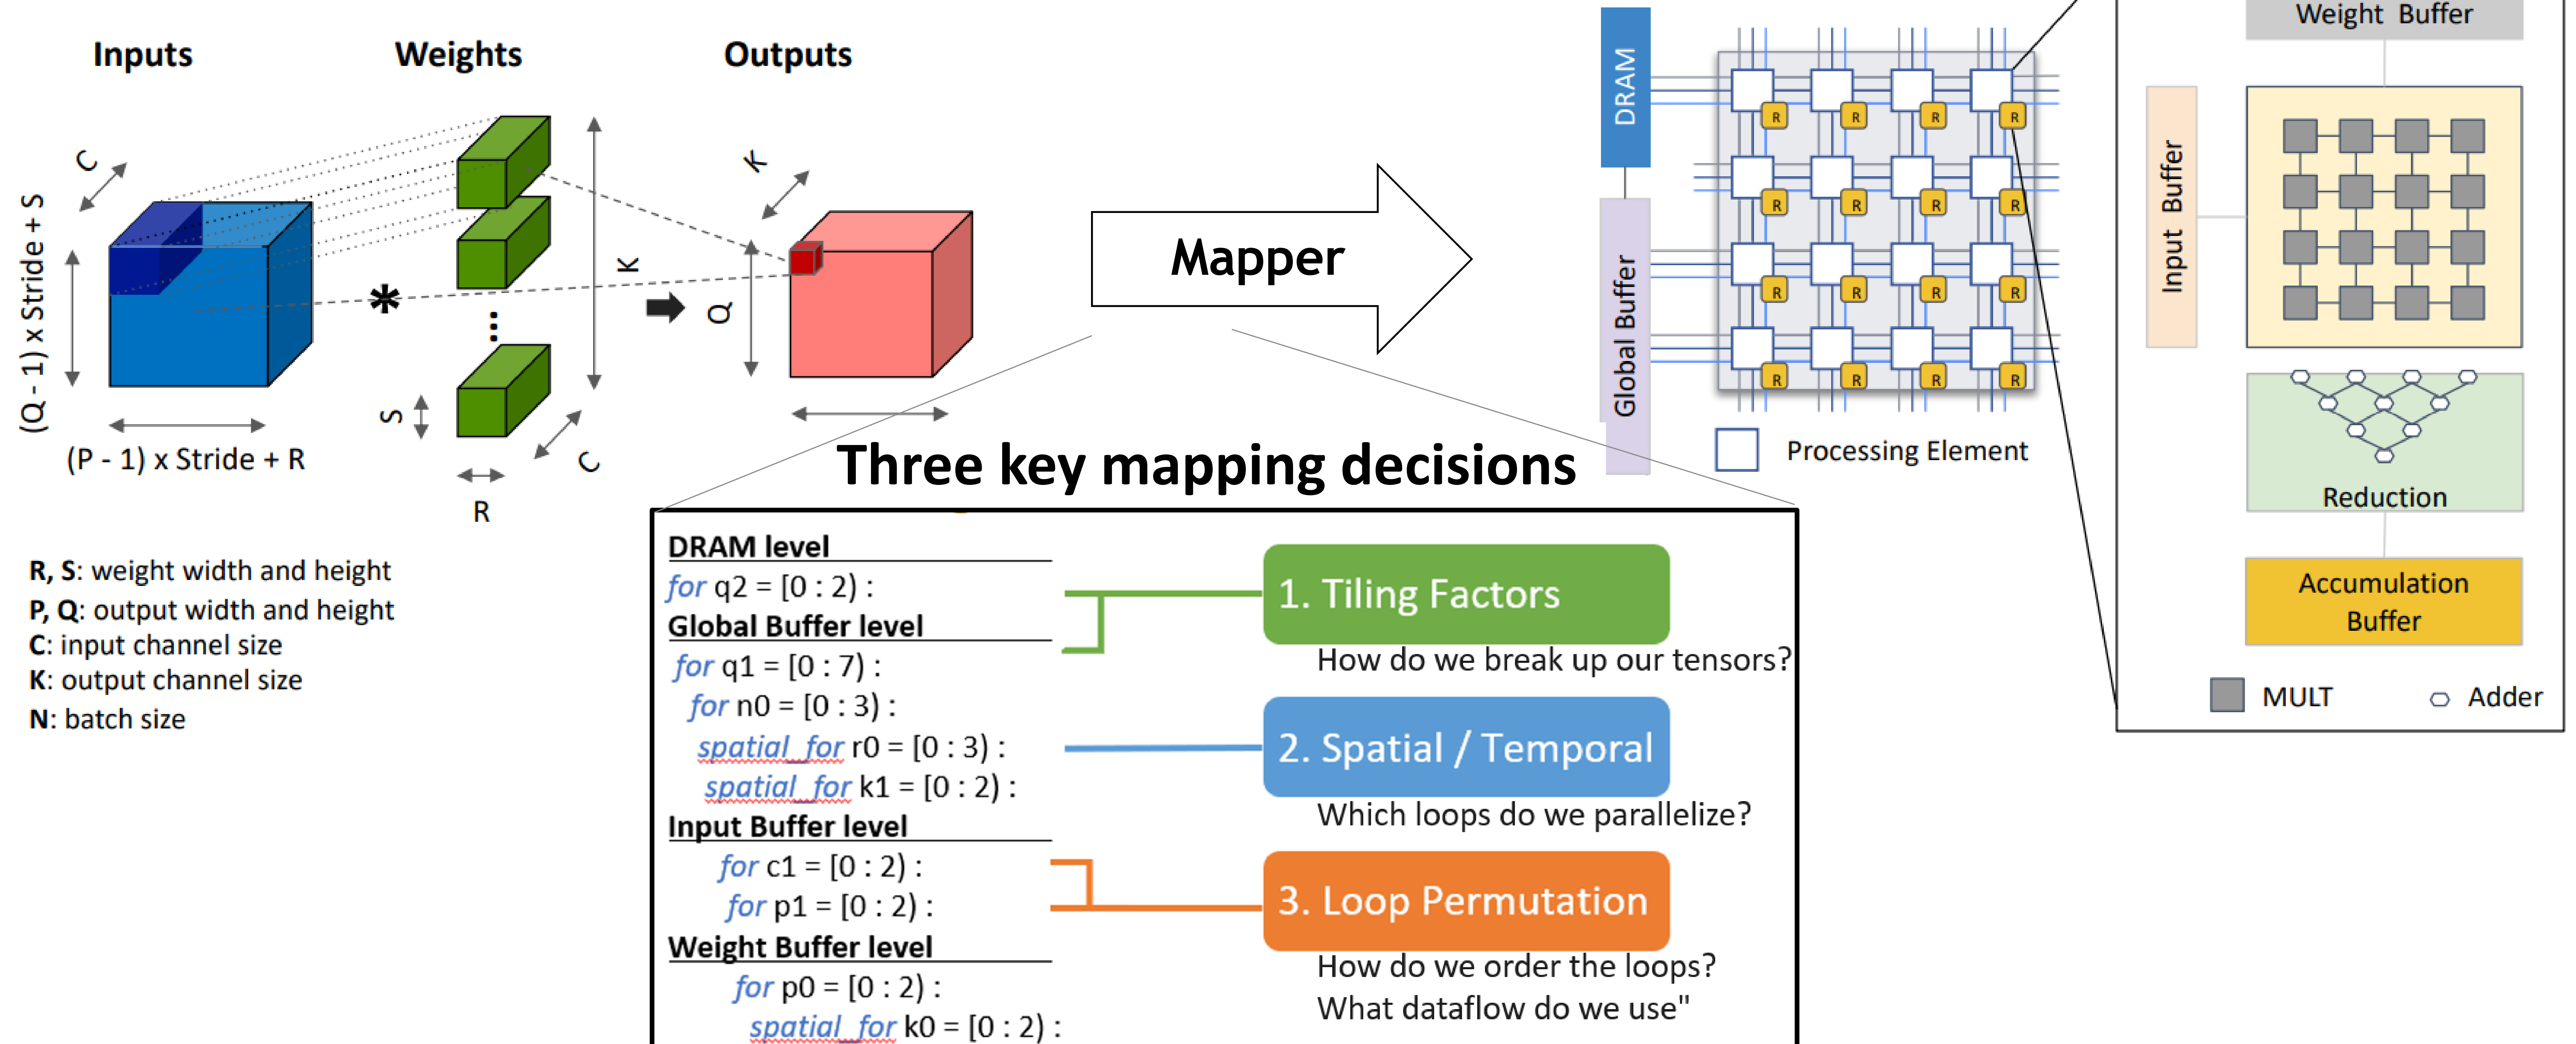 Inputs
Weights
Outputs
C
(Q - 1) x Stride + S
(P - 1) x Stride + R
*
...
K
S
R
C
K
Q
R, S: weight width and height
P, Q: output width and height
C: input channel size
K: output channel size
N: batch size
Mapper
Three key mapping decisions
DRAM level
for q2 = [0 : 2) :
Global Buffer level
for q1 = [0 : 7) :
for n0 = [0 : 3) :
spatial_for r0 = [0 : 3) :
spatial_for k1 = [0 : 2) :
Input Buffer level
for c1 = [0 : 2) :
for p1 = [0 : 2) :
Weight Buffer level
for p0 = [0 : 2) :
spatial_for k0 = [0 : 2) :
1. Tiling Factors
How do we break up our tensors?
2. Spatial / Temporal
Which loops do we parallelize?
3. Loop Permutation
How do we order the loops?
What dataflow do we use"
DRAM
Global Buffer
R R R R
R R R R
R R R R
R R R R
Processing Element
Weight Buffer
Input Buffer
Reduction
Accumulation
Buffer
MULT
Adder